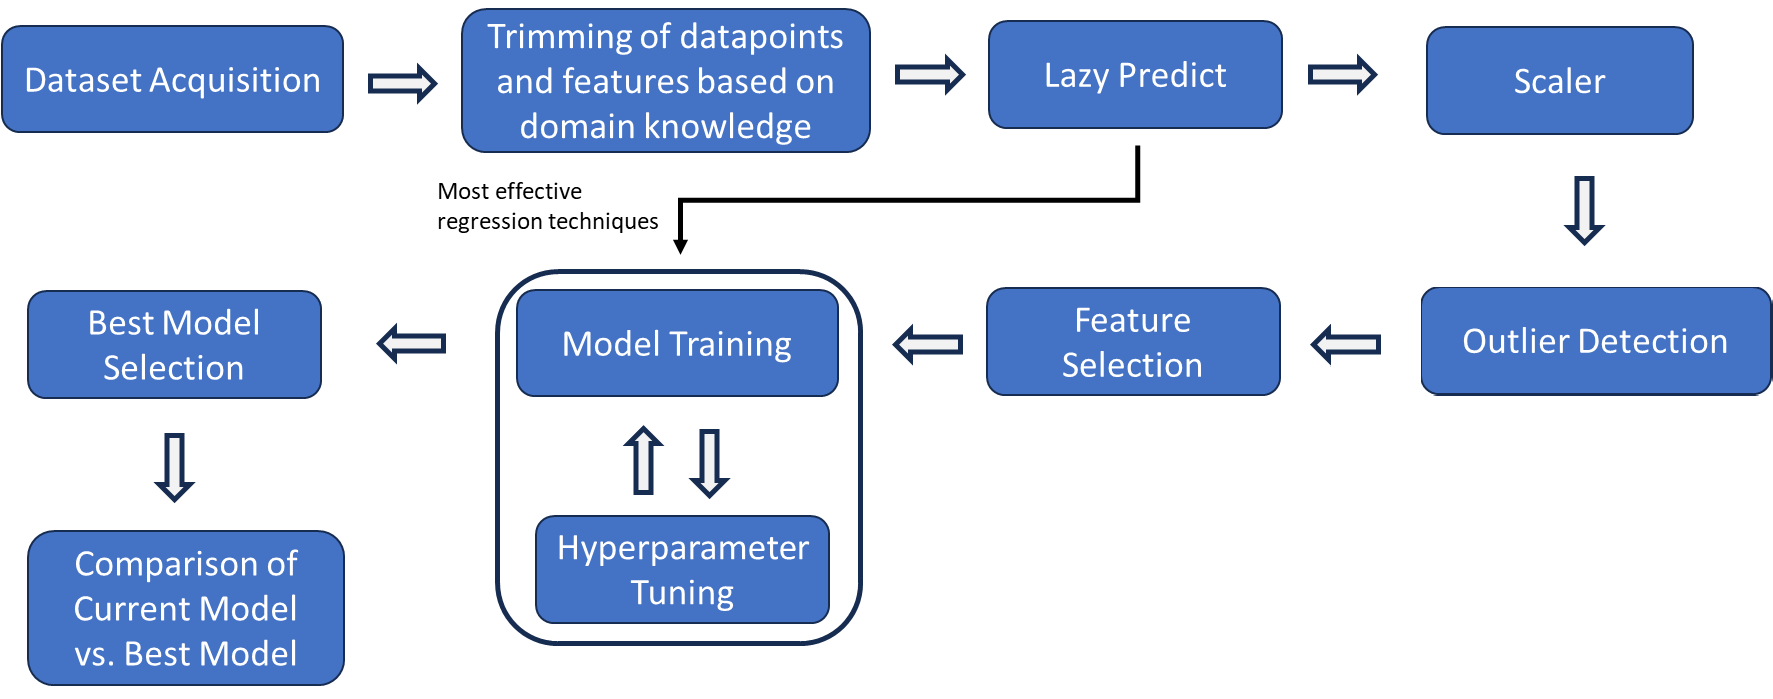 Dataset Acquisition
Trimming of datapoints
and features based on
domain knowledge
Lazy Predict
Scaler
Most effective
regression techniques
Best Model
Selection
Model Training
Feature
Selection
Outlier Detection
Hyperparameter
Tuning
Comparison of
Current Model
vs. Best Model